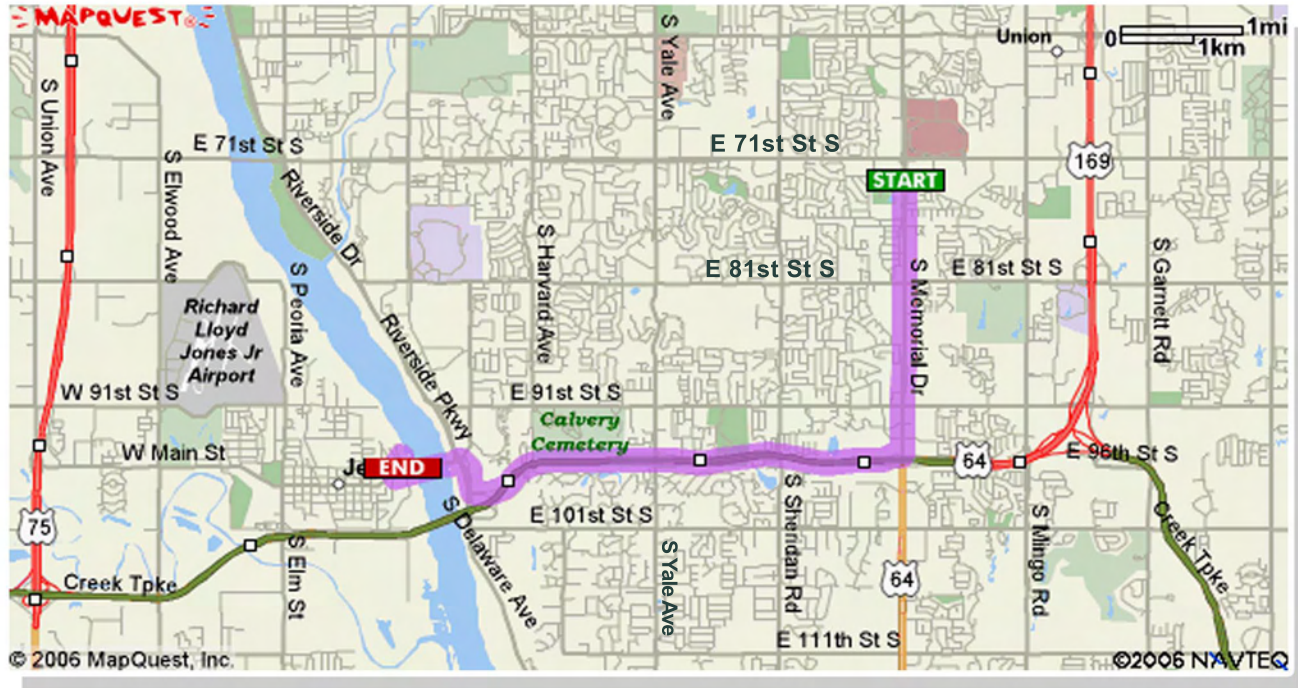 MAPQUEST
S Yale Ave
Union
0
1mi
1km
S Union Ave
E 71st St S
E 71st St S
169
S Elwood Ave
START
Riverside Dr
S Harvard Ave
E 81st St S
E 81st St S
S Garnett Rd
S Peoria Ave
S Memorial Dr
Richard
Lloyd
Jones Jr
Airport
Riverside Pkwy
W 91st St S
E 91st St S
Calvery
Cemetery
W Main St
Je
END
64
E 96th St S
75
S Delaware Ave
E 101st St S
S Sheridan Rd
S Mingo Rd
Creek Tpke
S Elm St
S Yale Ave
64
Creek Tpke
E 111th St S
© 2006 MapQuest, Inc.
©2006 NAVTEQ